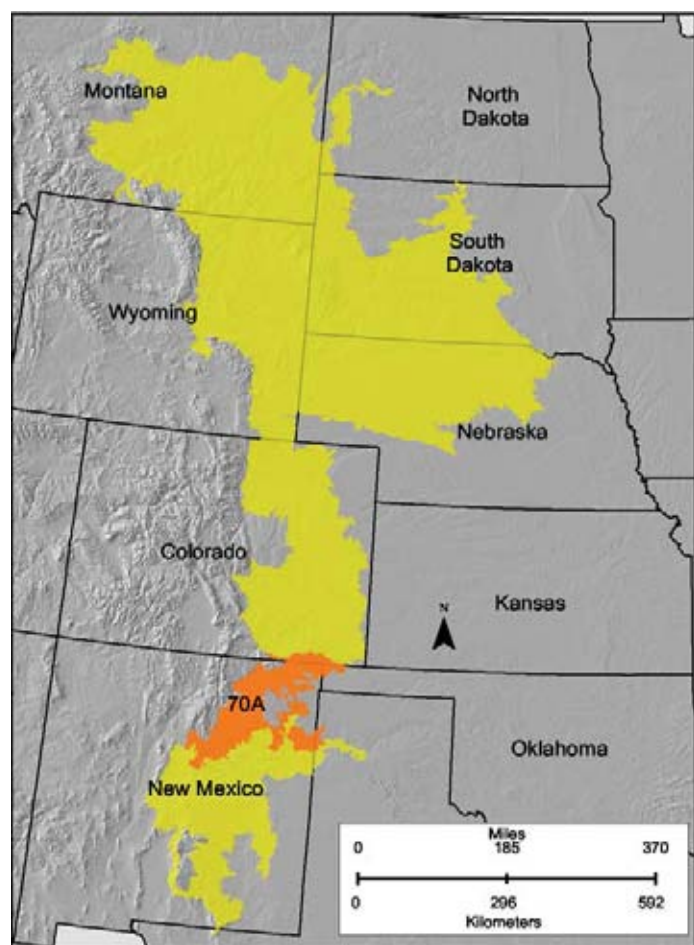 Montana
North
Dakota
South
Dakota
Wyoming
Nebraska
Colorado
Kansas
N
70A
Oklahoma
New Mexico
Miles
0 185 370
0 296 592
Kilometers